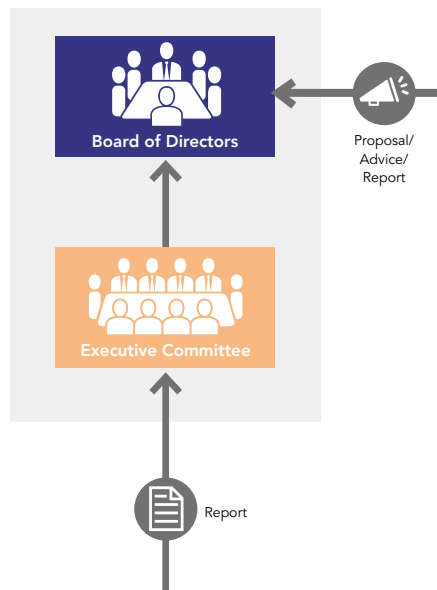 Board of Directors
Proposal/
Advice/
Report
Executive Committee
Report